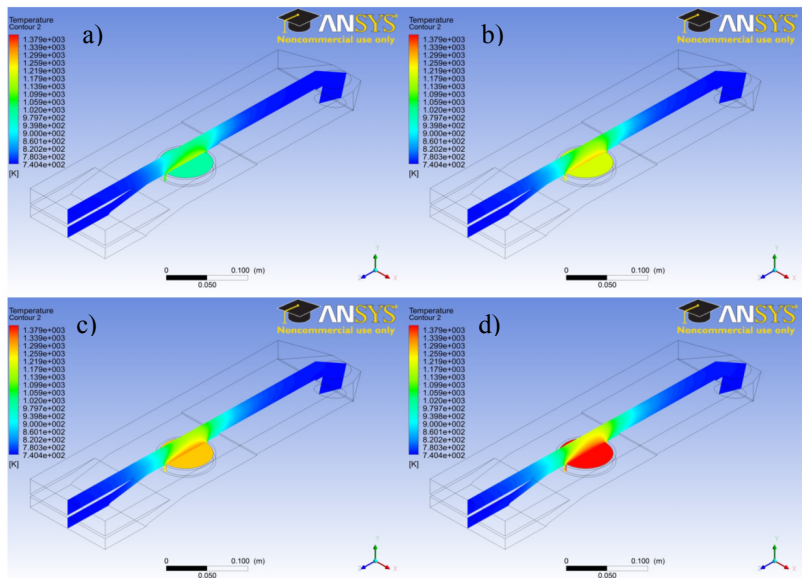 Temperature
Contour 2
a)
ANSYS
Noncommercial use only
1.379e+003
1.339e+003
1.299e+003
1.259e+003
1.219e+003
1.179e+003
1.139e+003
1.099e+003
1.059e+003
1.020e+003
9.797e+002
9.398e+002
9.000e+002
8.601e+002
8.202e+002
7.803e+002
7.404e+002
[K]
0 0.100 (m)
0.050
Y
Z X
Temperature
Contour 2
b)
ANSYS
Noncommercial use only
1.379e+003
1.339e+003
1.299e+003
1.259e+003
1.219e+003
1.179e+003
1.139e+003
1.099e+003
1.059e+003
1.020e+003
9.797e+002
9.398e+002
9.000e+002
8.601e+002
8.202e+002
7.803e+002
7.404e+002
[K]
0 0.100 (m)
0.050
Y
Z X
Temperature
Contour 2
c)
ANSYS
Noncommercial use only
1.379e+003
1.339e+003
1.299e+003
1.259e+003
1.219e+003
1.179e+003
1.139e+003
1.099e+003
1.059e+003
1.020e+003
9.797e+002
9.398e+002
9.000e+002
8.601e+002
8.202e+002
7.803e+002
7.404e+002
[K]
0 0.100 (m)
0.050
Y
Z X
Temperature
Contour 2
d)
ANSYS
Noncommercial use only
1.379e+003
1.339e+003
1.299e+003
1.259e+003
1.219e+003
1.179e+003
1.139e+003
1.099e+003
1.059e+003
1.020e+003
9.797e+002
9.398e+002
9.000e+002
8.601e+002
8.202e+002
7.803e+002
7.404e+002
[K]
0 0.100 (m)
0.050
Y
Z X